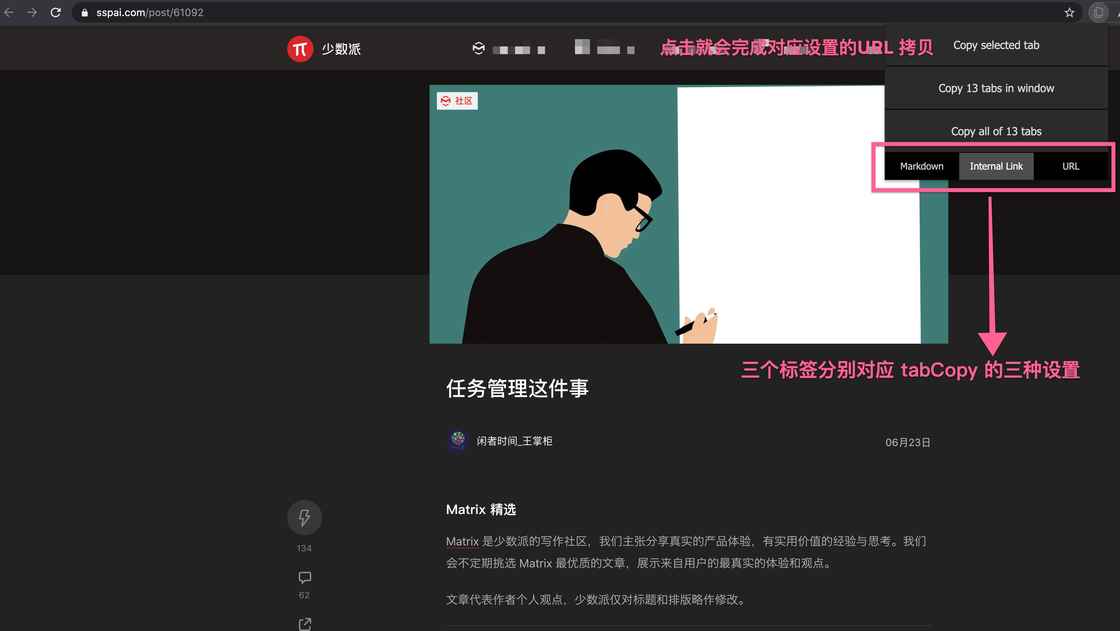 sspai.com/post/61092
少数派
点击就会完成对应设置的URL 拷贝
Copy selected tab
Copy 13 tabs in window
Copy all of 13 tabs
Markdown
Internal Link
URL
社区
三个标签分别对应 tabCopy 的三种设置
任务管理这件事
闲者时间_王掌柜
06月23日
Matrix 精选
Matrix 是少数派的写作社区，我们主张分享真实的产品体验，有实用价值的经验与思考。我们
会不定期挑选 Matrix 最优质的文章，展示来自用户的最真实的体验和观点。
文章代表作者个人观点，少数派仅对标题和排版略作修改。
134
62